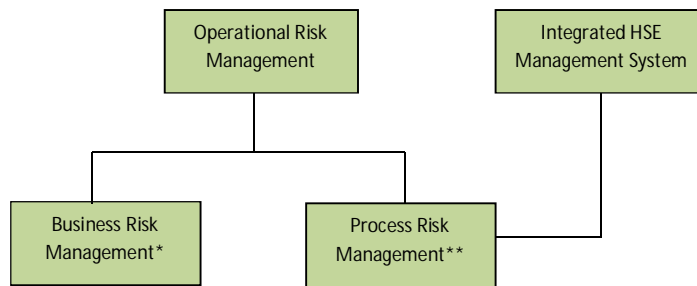 Operational Risk
Management
Integrated HSE
Management System
Business Risk
Management*
Process Risk
Management**